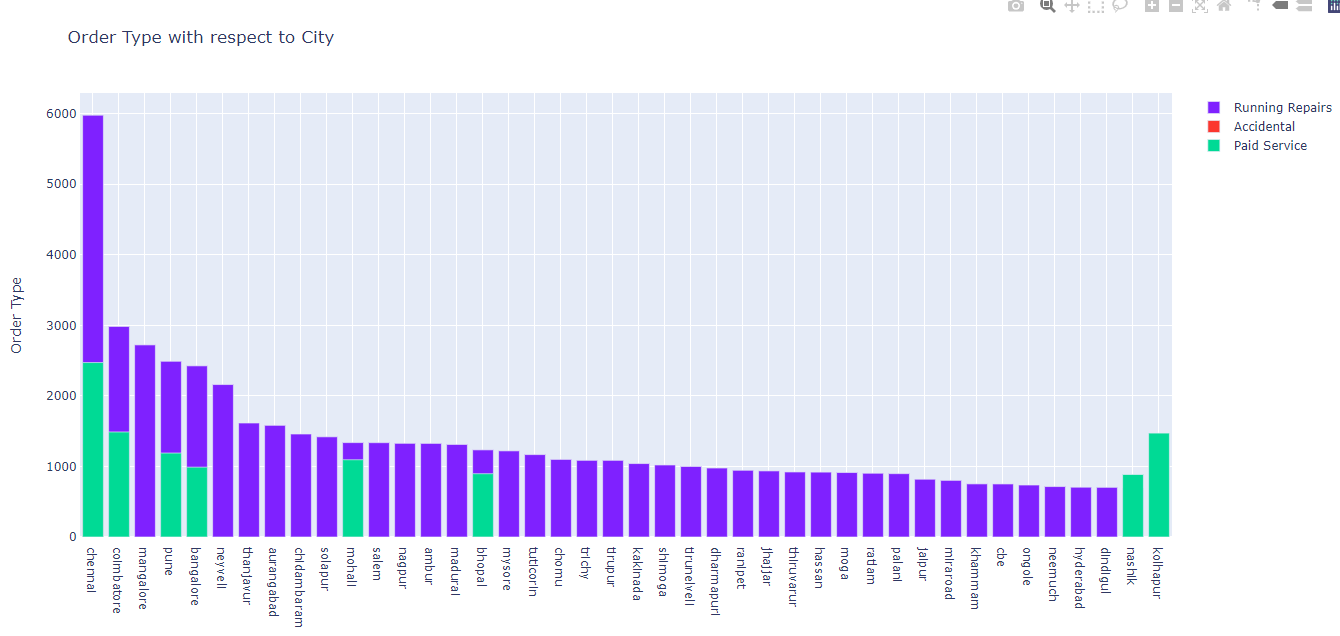 Order Type with respect to City
Running Repairs
Accidental
Paid Service
6000
5000
4000
3000
2000
1000
0
Order Type
chennai
coimbatore
mangalore
pune
bangalore
neyveli
thanjavur
aurangabad
chidambaram
solapur
mohali
salem
nagpur
ambur
madurai
bhopal
mysore
tuticorin
chomu
trichy
tirupur
kakinada
shimoga
tirunelveli
dharmapuri
ranipet
jhajjar
thiruvarur
hassan
moga
ratlam
palani
jaipur
miraroad
khammam
cbe
ongole
neemuch
hyderabad
dindigul
nashik
kolhapur